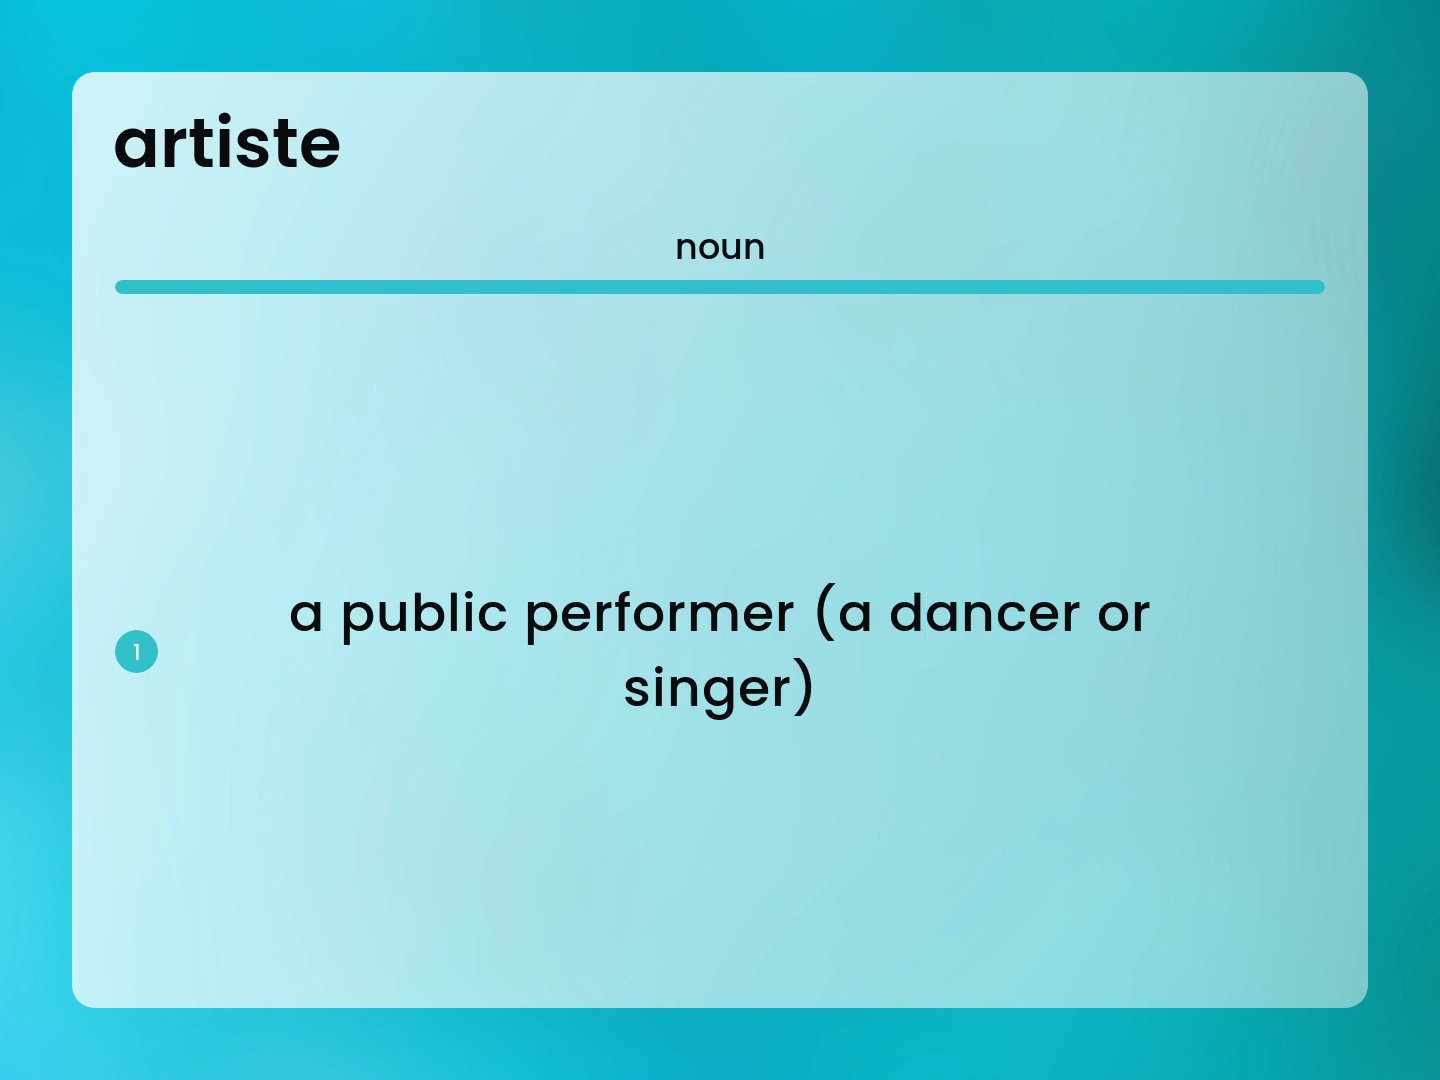 artiste
noun
1
a public performer (a dancer or
singer)